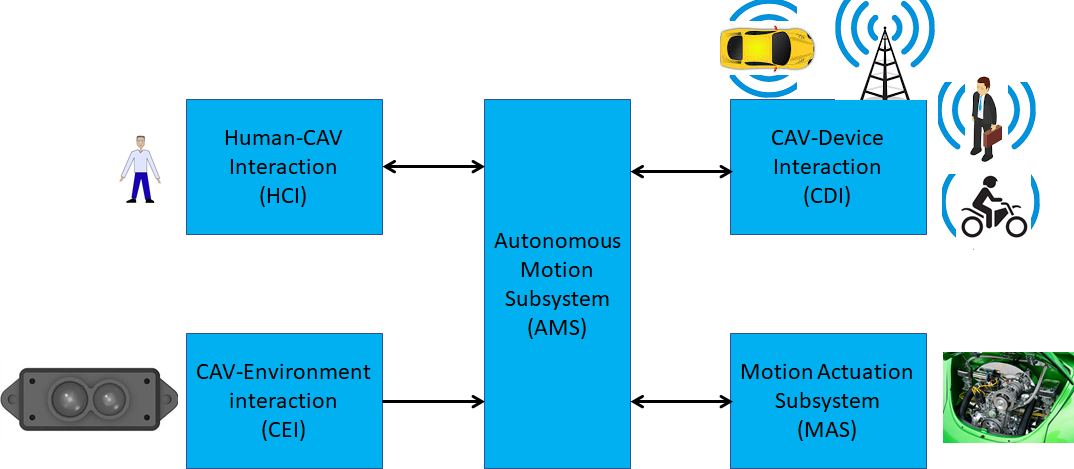 Human-CAV
Interaction
(HCI)
CAV-Device
Interaction
(CDI)
Autonomous
Motion
Subsystem
(AMS)
CAV-Environment
interaction
(CEI)
Motion Actuation
Subsystem
(MAS)